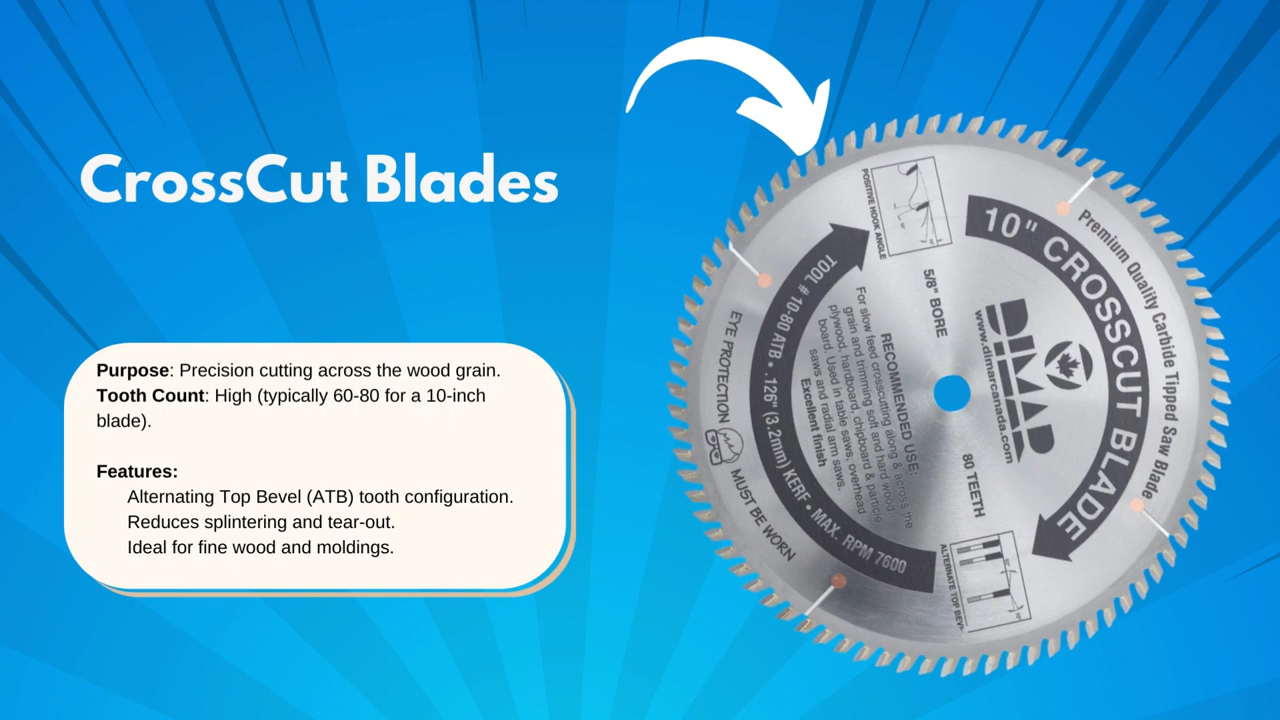 CrossCut Blades
Purpose: Precision cutting across the wood grain.
Tooth Count: High (typically 60-80 for a 10-inch
blade).
Features:
Alternating Top Bevel (ATB) tooth configuration.
Reduces splintering and tear-out.
Ideal for fine wood and moldings.
10" CROSSCUT BLADE
Premium Quality Carbide Tipped Saw Blade
DIMAR
www.dimarcanada.com
5/8" BORE
80 TEETH
POSITIVE HOOK ANGLE
RECOMMENDED USE:
For slow feed crosscutting along & across the
grain and trimming soft and hard wood
plywood, hardboard, chipboard & particle
board. Used in table saws, overhead
saws and radial arm saws.
Excellent finish
TOOL # 10-80 ATB • .126" (3.2mm) KERF • MAX. RPM 7600
EYE PROTECTION MUST BE WORN
ALTERNATE TOP BEVEL